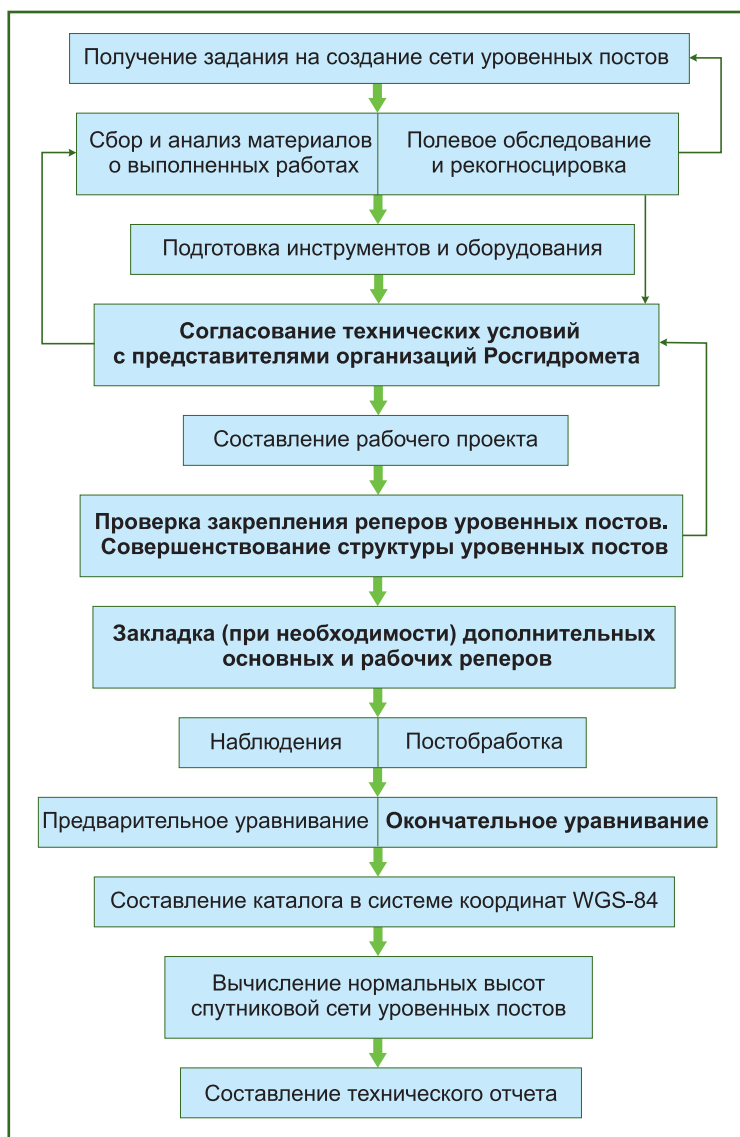 Получение задания на создание сети уровенных постов
Сбор и анализ материалов
о выполненных работах
Полевое обследование
и рекогносцировка
Подготовка инструментов и оборудования
Согласование технических условий
с представителями организаций Росгидромета
Составление рабочего проекта
Проверка закрепления реперов уровенных постов.
Совершенствование структуры уровенных постов
Закладка (при необходимости) дополнительных
основных и рабочих реперов
Наблюдения
Постобработка
Предварительное уравнивание
Окончательное уравнивание
Составление каталога в системе координат WGS-84
Вычисление нормальных высот
спутниковой сети уровенных постов
Составление технического отчета